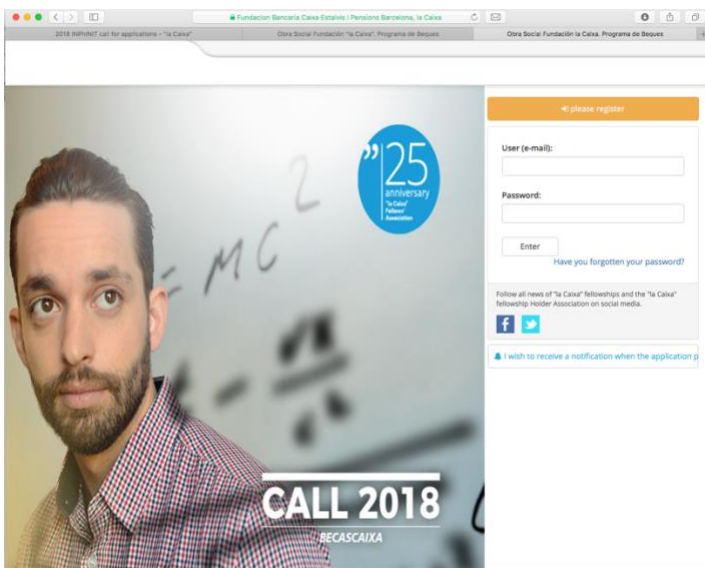 Fundacion Bancaria Caixa Estalvis i Pensions Barcelona, la Caixa
2018 INPhINIT call for applications - "la Caixa"
Obra Social Fundación "la Caixa". Programa de Beques
Obra Social Fundación la Caixa. Programa de Beques
please register
User (e-mail):
Password:
Enter
Have you forgotten your password?
Follow all news of "la Caixa" fellowships and the "la Caixa"
fellowship Holder Association on social media.
I wish to receive a notification when the application p
25
anniversary
"la Caixa"
Fellows'
Association
= MC²
CALL 2018
BECASCAIXA